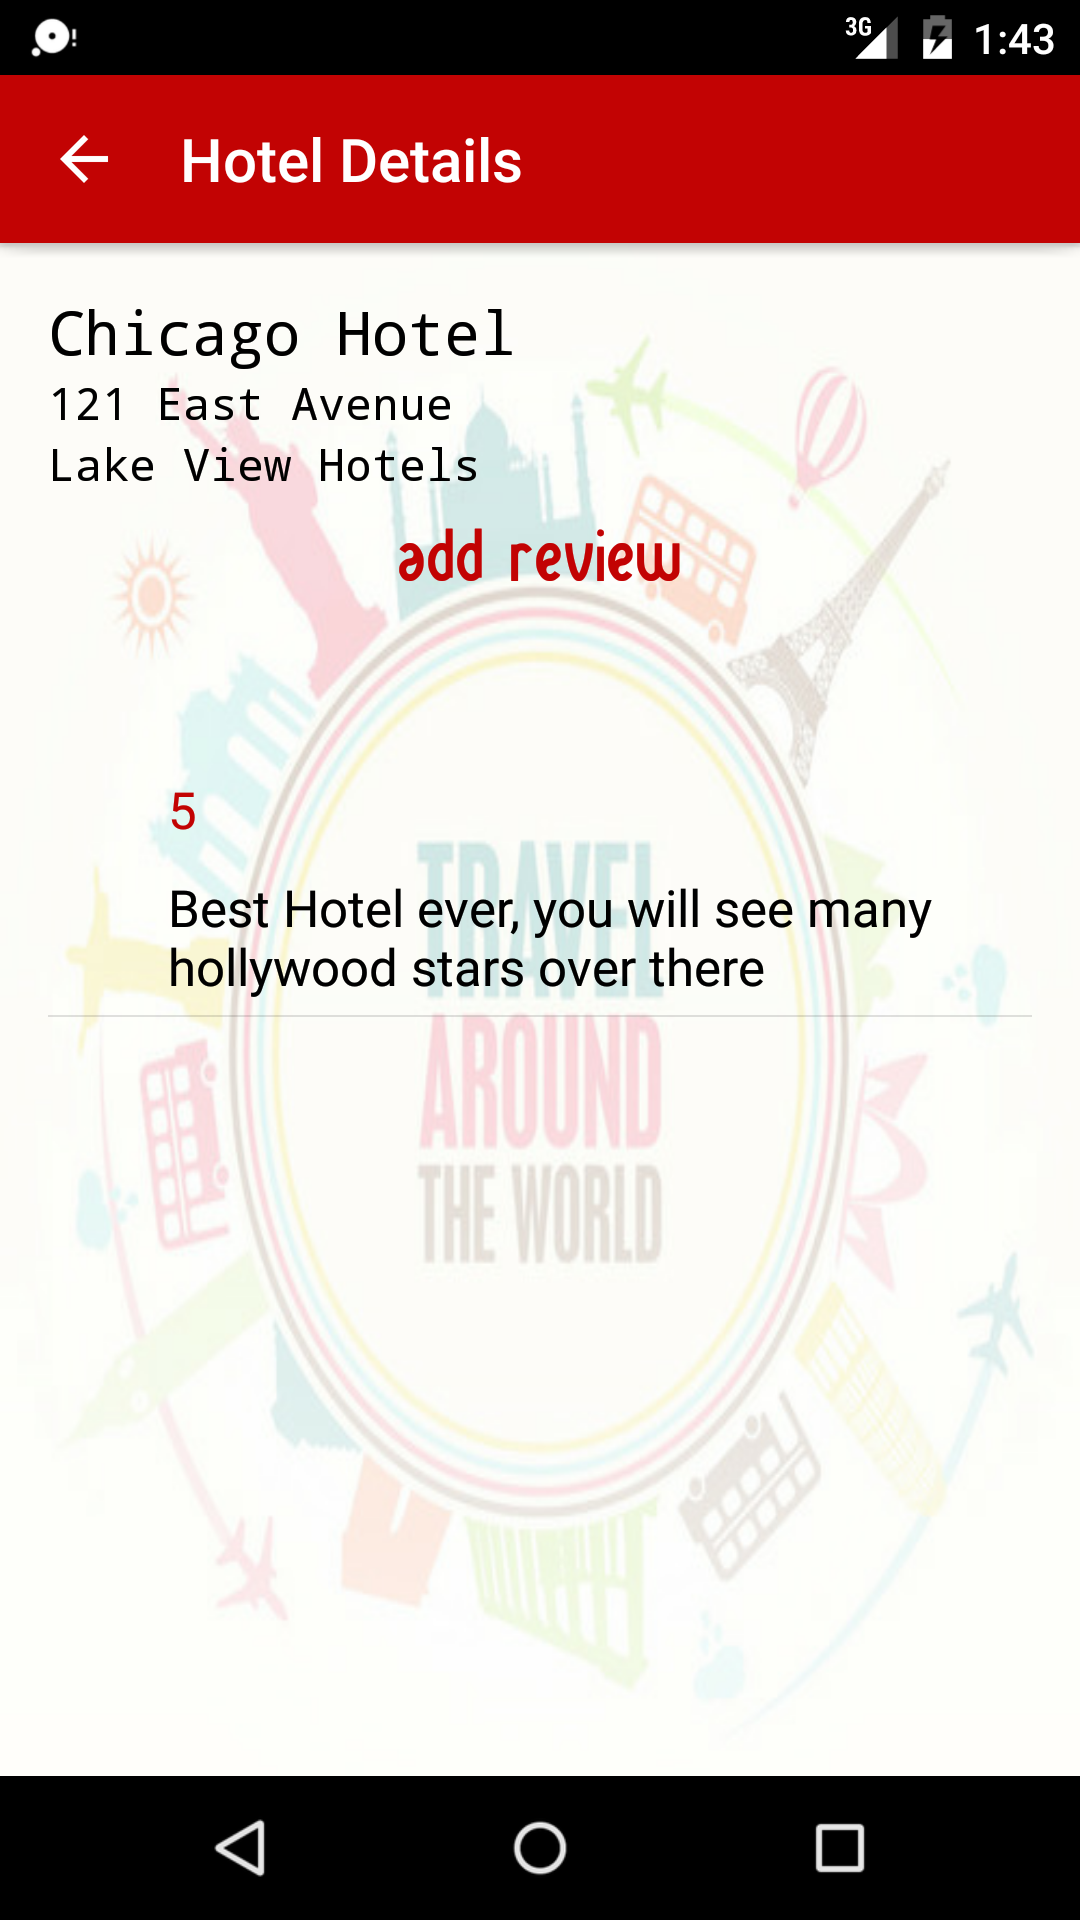 3G 1:43
Hotel Details
Chicago Hotel
121 East Avenue
Lake View Hotels
add review
5
Best Hotel ever, you will see many
hollywood stars over there
TRAVEL
AROUND
THE WORLD